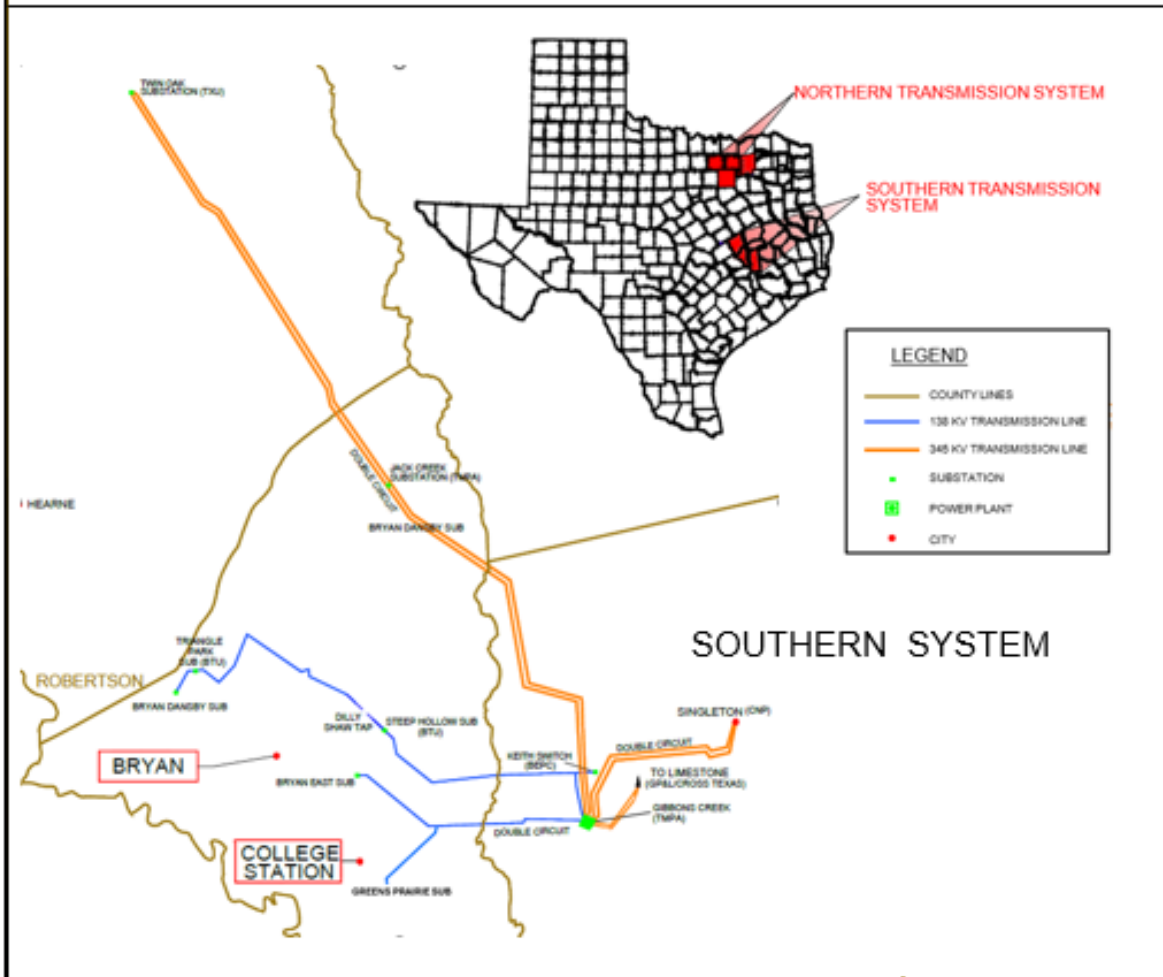 TWIN OAK
SUBSTATION (TXU)
NORTHERN TRANSMISSION SYSTEM
SOUTHERN TRANSMISSION
SYSTEM
LEGEND
COUNTY LINES
138 KV TRANSMISSION LINE
345 KV TRANSMISSION LINE
SUBSTATION
POWER PLANT
CITY
JACK CREEK
SUBSTATION (TMPA)
DOUBLE CIRCUIT
HEARNE
BRYAN DANSBY SUB
SOUTHERN SYSTEM
TRIANGLE
PARK
SUB (BTU)
ROBERTSON
BRYAN DANSBY SUB
DILLY
SHAW TAP
STEEP HOLLOW SUB
(BTU)
SINGLETON (CNP)
DOUBLE CIRCUIT
KEITH SWITCH
(BEPC)
BRYAN
BRYAN EAST SUB
TO LIMESTONE
(GP&L/CROSS TEXAS)
GIBBONS CREEK
(TMPA)
DOUBLE CIRCUIT
COLLEGE
STATION
GREENS PRAIRIE SUB